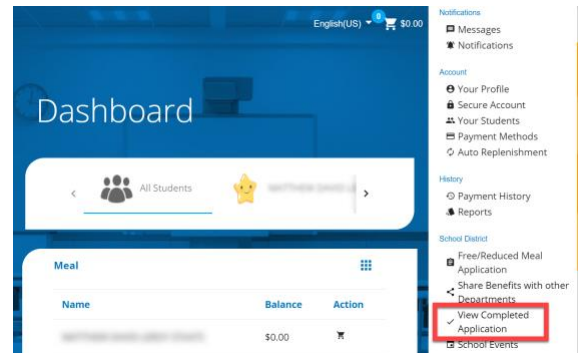 English(US)
0
$0.00
Dashboard
All Students
Meal
Name Balance Action
$0.00
Notifications
Messages
Notifications
Account
Your Profile
Secure Account
Your Students
Payment Methods
Auto Replenishment
History
Payment History
Reports
School District
Free/Reduced Meal
Application
Share Benefits with other
Departments
View Completed
Application
School Events